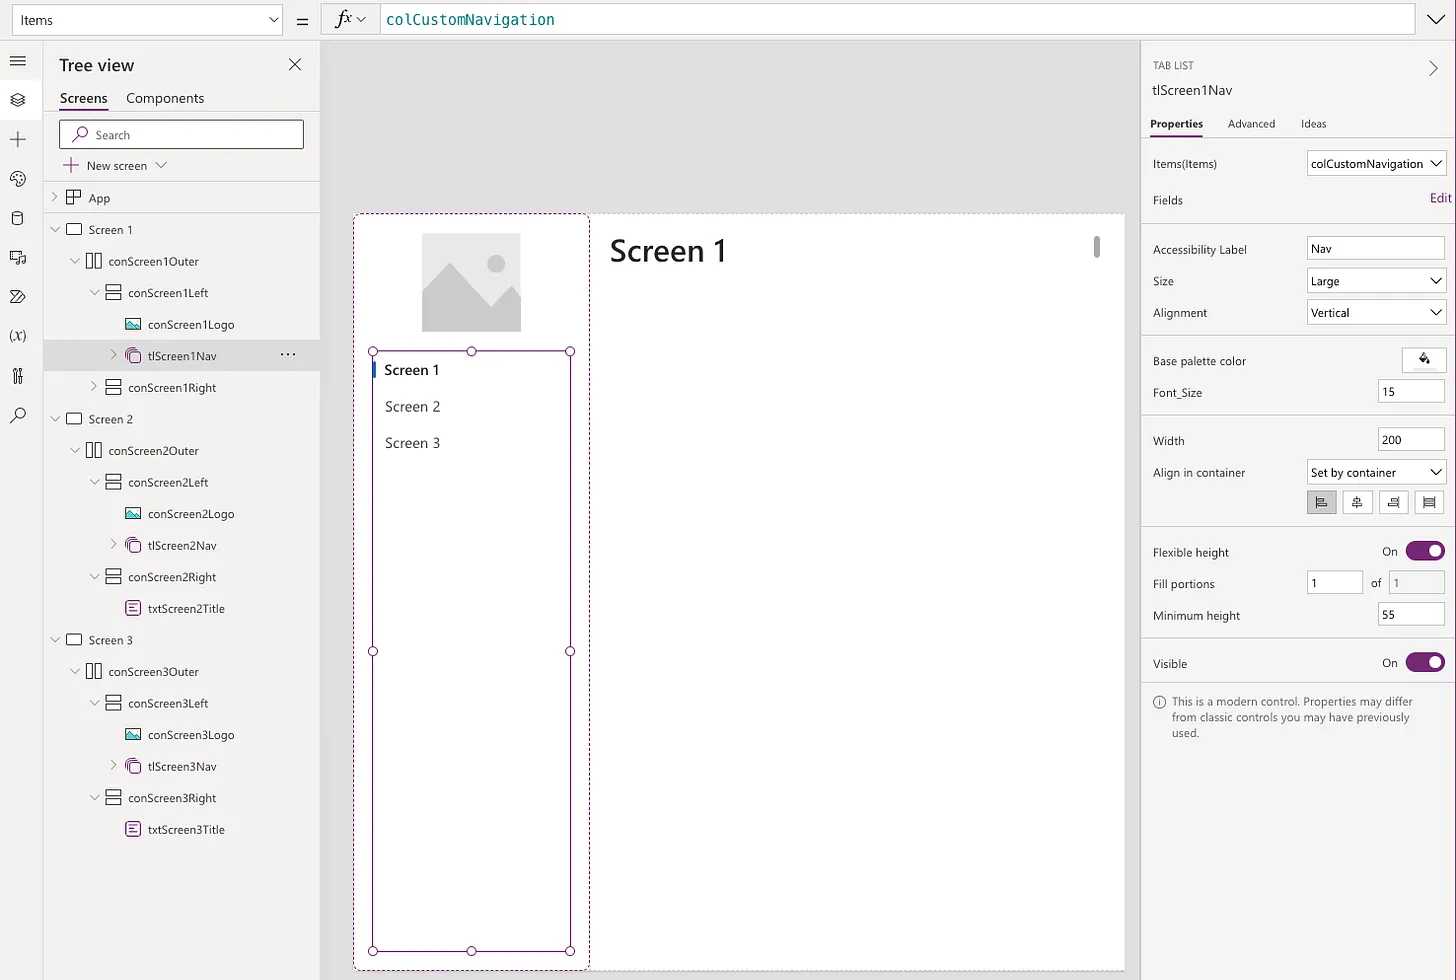 Items
= fx
colCustomNavigation
Tree view
Screens Components
Search
New screen
App
Screen 1
conScreen1Outer
conScreen1Left
conScreen1Logo
tlScreen1Nav ...
conScreen1Right
Screen 2
conScreen2Outer
conScreen2Left
conScreen2Logo
tlScreen2Nav
conScreen2Right
txtScreen2Title
Screen 3
conScreen3Outer
conScreen3Left
conScreen3Logo
tlScreen3Nav
conScreen3Right
txtScreen3Title
(x)
Screen 1
Screen 1
Screen 2
Screen 3
TAB LIST
tlScreen1Nav
Properties Advanced Ideas
Items(Items) colCustomNavigation
Fields Edit
Accessibility Label Nav
Size Large
Alignment Vertical
Base palette color
Font_Size 15
Width 200
Align in container Set by container
Flexible height On
Fill portions 1 of 1
Minimum height 55
Visible On
This is a modern control. Properties may differ
from classic controls you may have previously
used.